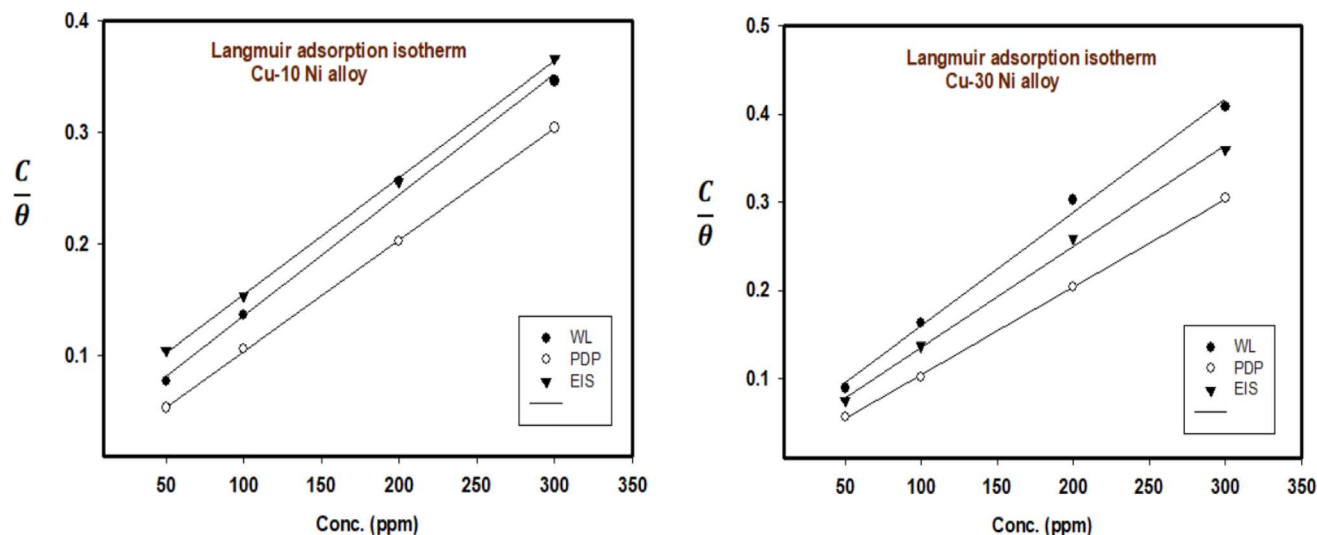 Langmuir adsorption isotherm
Cu-10 Ni alloy
C
θ
0.4
0.3
0.2
0.1
WL
PDP
EIS
50 100 150 200 250 300 350
Conc. (ppm)
Langmuir adsorption isotherm
Cu-30 Ni alloy
C
θ
0.5
0.4
0.3
0.2
0.1
WL
PDP
EIS
50 100 150 200 250 300 350
Conc. (ppm)